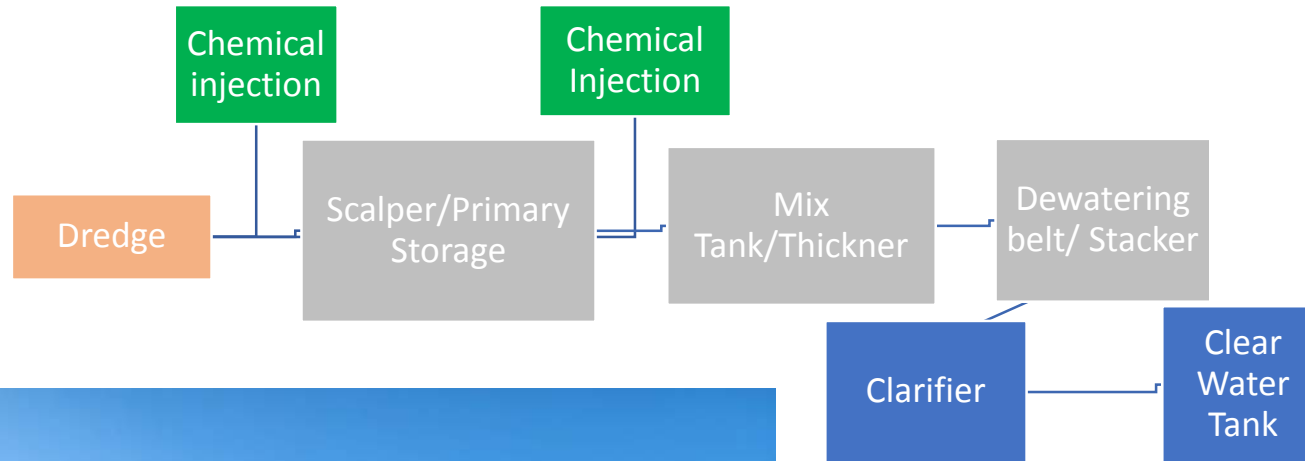 Chemical
injection
Chemical
Injection
Dredge
Scalper/Primary
Storage
Mix
Tank/Thickner
Dewatering
belt/ Stacker
Clarifier
Clear
Water
Tank